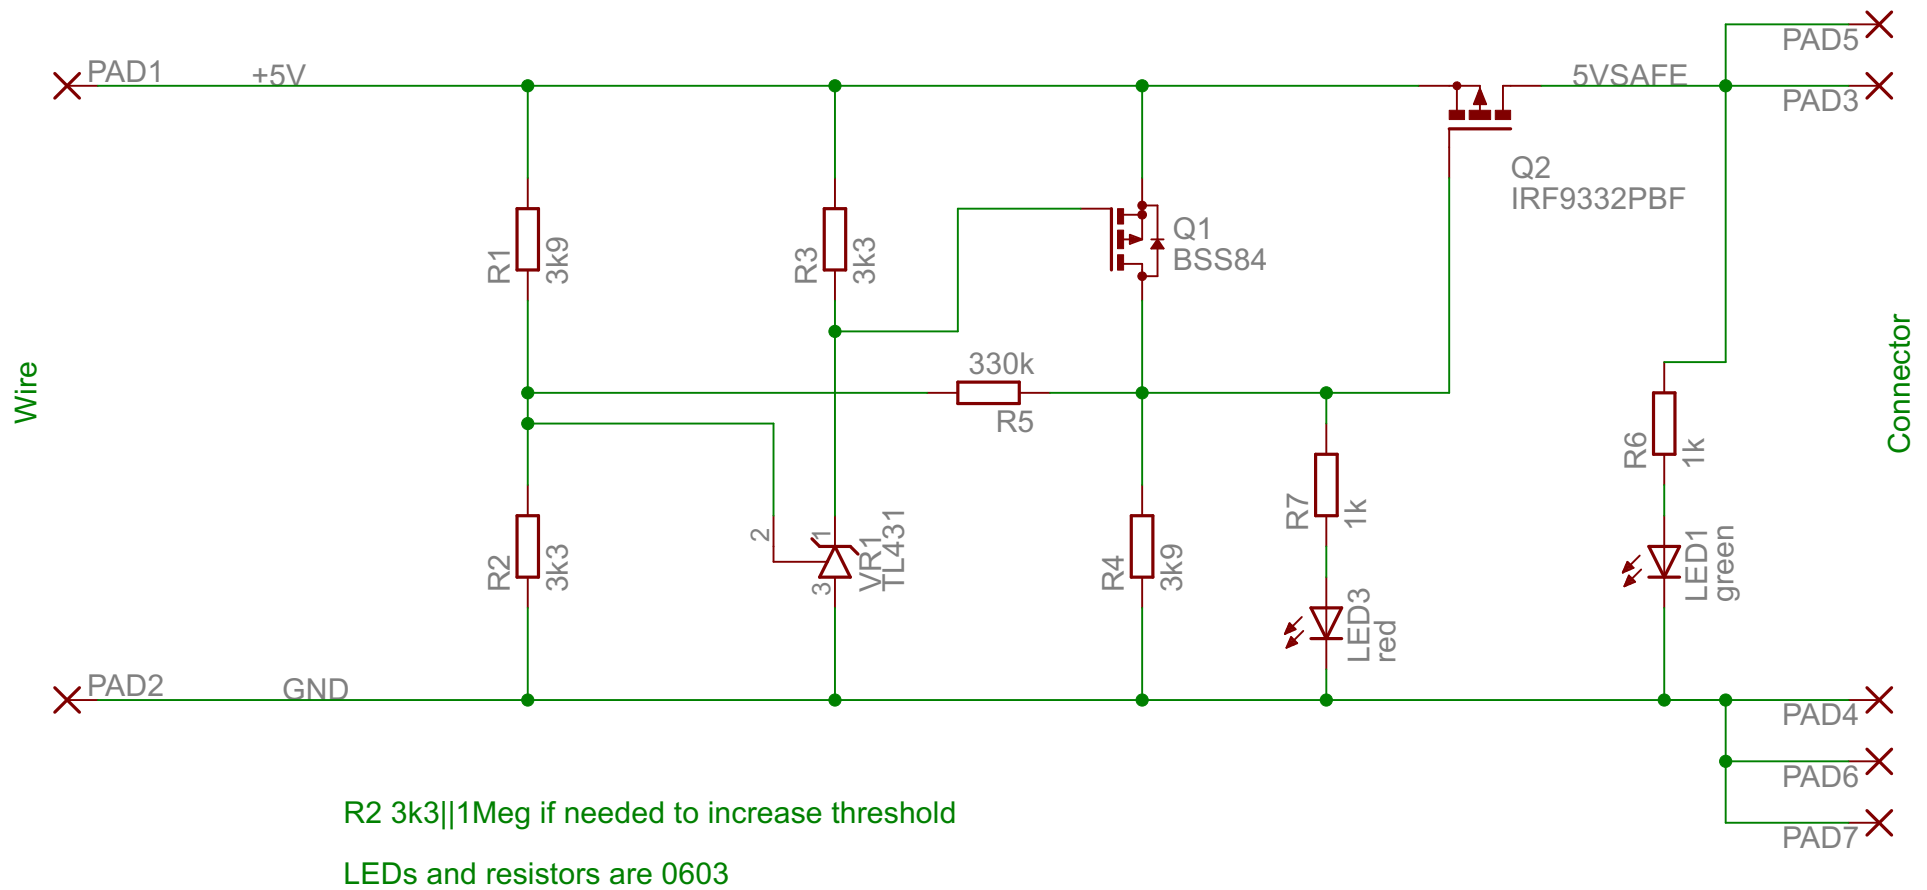 PAD5
PAD1
+5V
5VSAFE
PAD3
Q2
IRF9332PBF
R1
3k9
R3
3k3
Q1
BSS84
Wire
330k
R5
Connector
R6
1k
R7
1k
R2
3k3
2
1
3
VR1
TL431
R4
3k9
LED1
green
LED3
red
PAD2
GND
PAD4
PAD6
PAD7
R2 3k3||1Meg if needed to increase threshold
LEDs and resistors are 0603